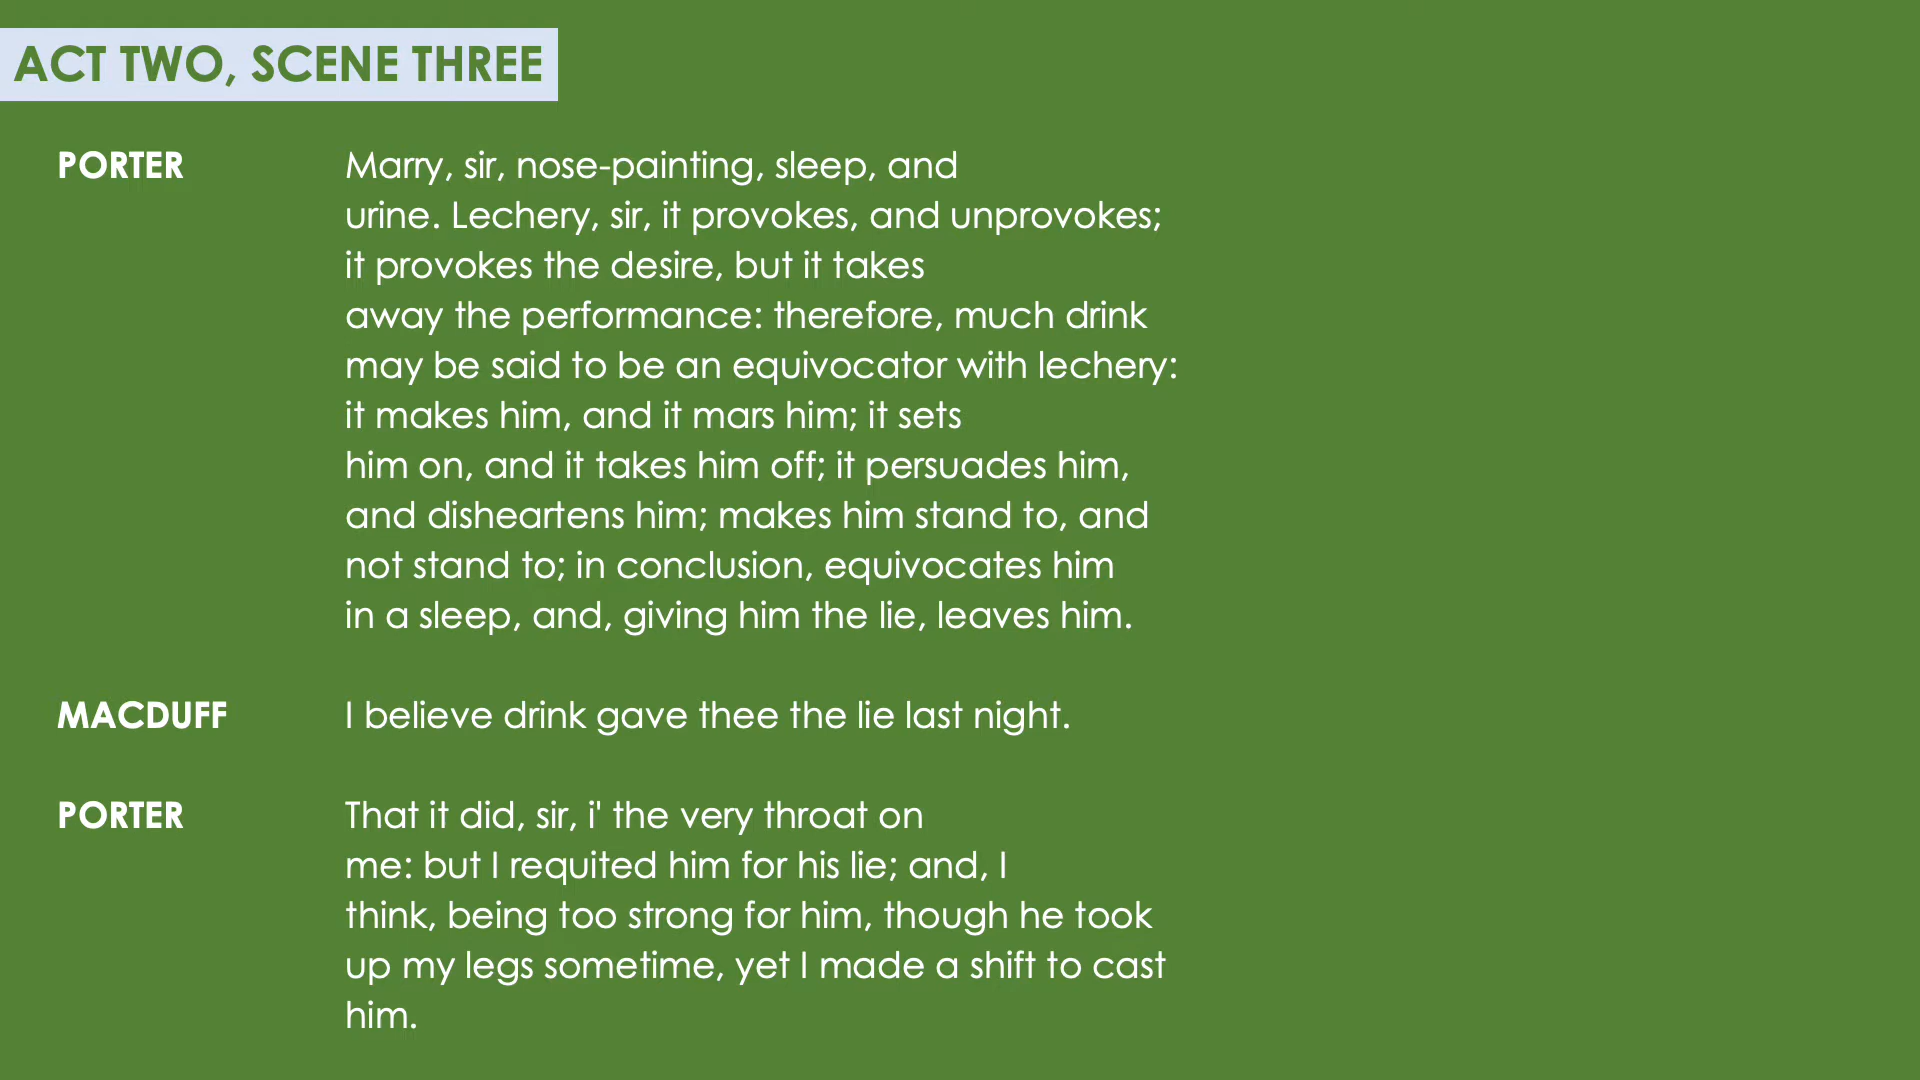 ACT TWO, SCENE THREE
PORTER Marry, sir, nose-painting, sleep, and
urine. Lechery, sir, it provokes, and unprovokes;
it provokes the desire, but it takes
away the performance: therefore, much drink
may be said to be an equivocator with lechery:
it makes him, and it mars him; it sets
him on, and it takes him off; it persuades him,
and disheartens him; makes him stand to, and
not stand to; in conclusion, equivocates him
in a sleep, and, giving him the lie, leaves him.
MACDUFF I believe drink gave thee the lie last night.
PORTER That it did, sir, i' the very throat on
me: but I requited him for his lie; and, I
think, being too strong for him, though he took
up my legs sometime, yet I made a shift to cast
him.